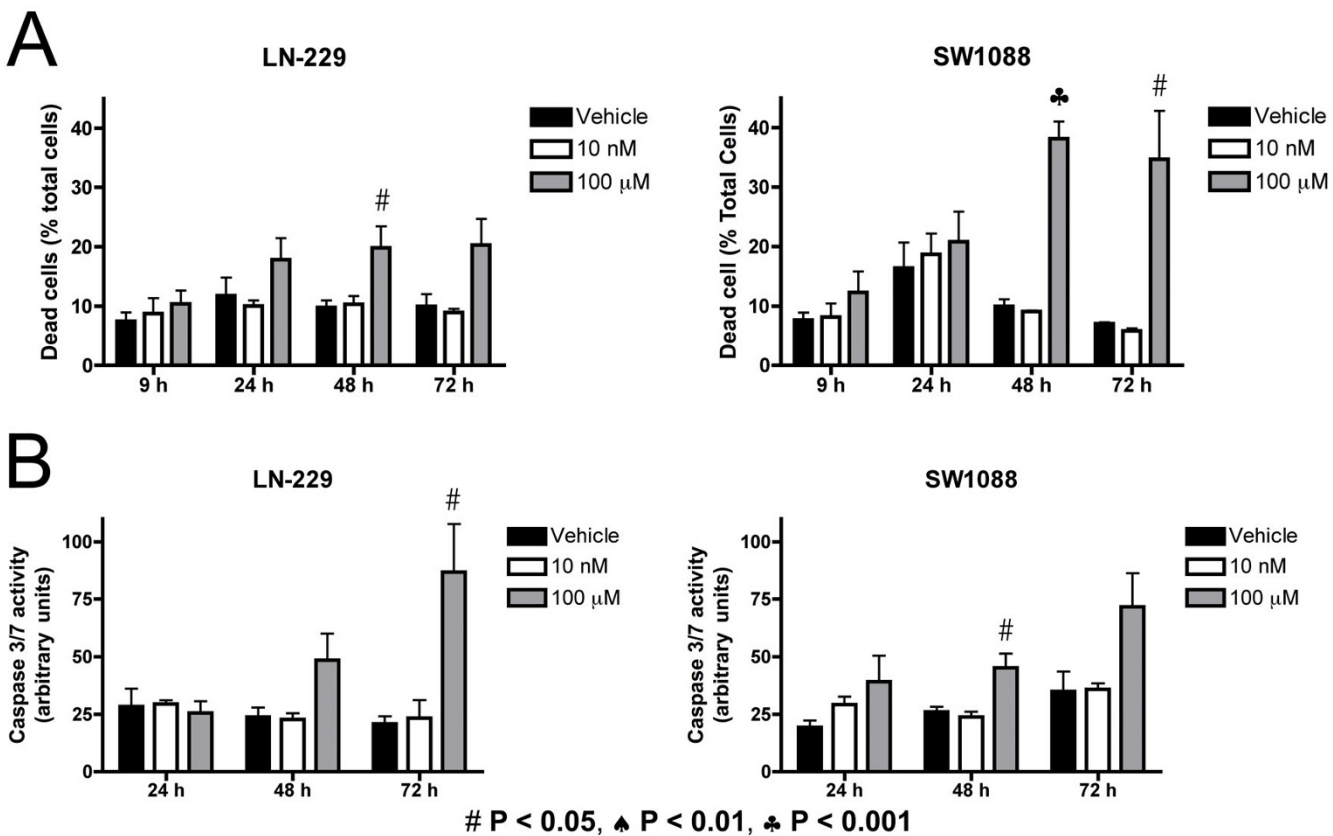 A
LN-229
Dead cells (% total cells)
40
30
20
10
0
#
9 h 24 h 48 h 72 h
Vehicle
10 nM
100 μM
SW1088
Dead cell (% Total Cells)
40
30
20
10
0
♣
#
9 h 24 h 48 h 72 h
Vehicle
10 nM
100 μM
B
LN-229
Caspase 3/7 activity
(arbitrary units)
100
75
50
25
0
#
24 h 48 h 72 h
Vehicle
10 nM
100 μM
SW1088
Caspase 3/7 activity
(arbitrary units)
100
75
50
25
0
#
24 h 48 h 72 h
Vehicle
10 nM
100 μM
# P < 0.05, ♠ P < 0.01, ♣ P < 0.001